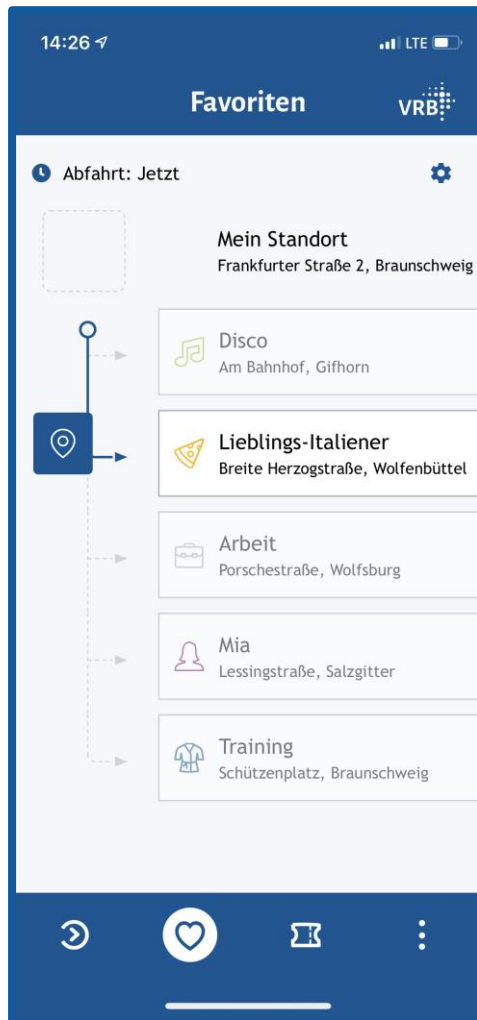 14:26
LTE
Favoriten
VRB
Abfahrt: Jetzt
Mein Standort
Frankfurter Straße 2, Braunschweig
Disco
Am Bahnhof, Gifhorn
Lieblings-Italiener
Breite Herzogstraße, Wolfenbüttel
Arbeit
Porschestraße, Wolfsburg
Mia
Lessingstraße, Salzgitter
Training
Schützenplatz, Braunschweig